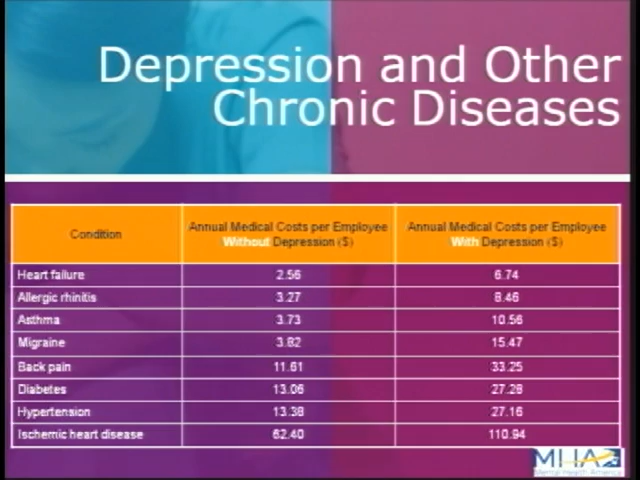 Depression and Other
Chronic Diseases
Condition
Annual Medical Costs per Employee
Without Depression ($)
Annual Medical Costs per Employee
With Depression ($)
Heart failure 2.56 6.74
Allergic rhinitis 3.27 8.46
Asthma 3.73 10.56
Migraine 3.82 15.47
Back pain 11.61 33.25
Diabetes 13.06 27.28
Hypertension 13.38 27.16
Ischemic heart disease 62.40 110.94
MHA
Mental Health America